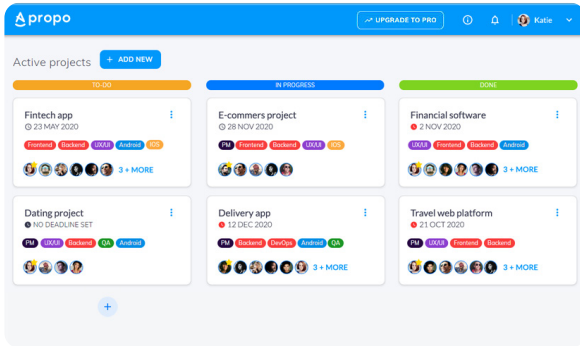 propo
UPGRADE TO PRO
Katie
Active projects
+ ADD NEW
TO-DO
IN PROGRESS
DONE
Fintech app
23 MAY 2020
Frontend Backend UX/UI Android IOS
3 + MORE
E-commers project
28 NOV 2020
PM Frontend Backend UX/UI IOS
Financial software
2 NOV 2020
UX/UI Frontend Backend Android
3 + MORE
Dating project
NO DEADLINE SET
PM UX/UI Backend QA Android
Delivery app
12 DEC 2020
PM Backend DevOps Android QA
3 + MORE
Travel web platform
21 OCT 2020
PM UX/UI Frontend Backend
3 + MORE
+